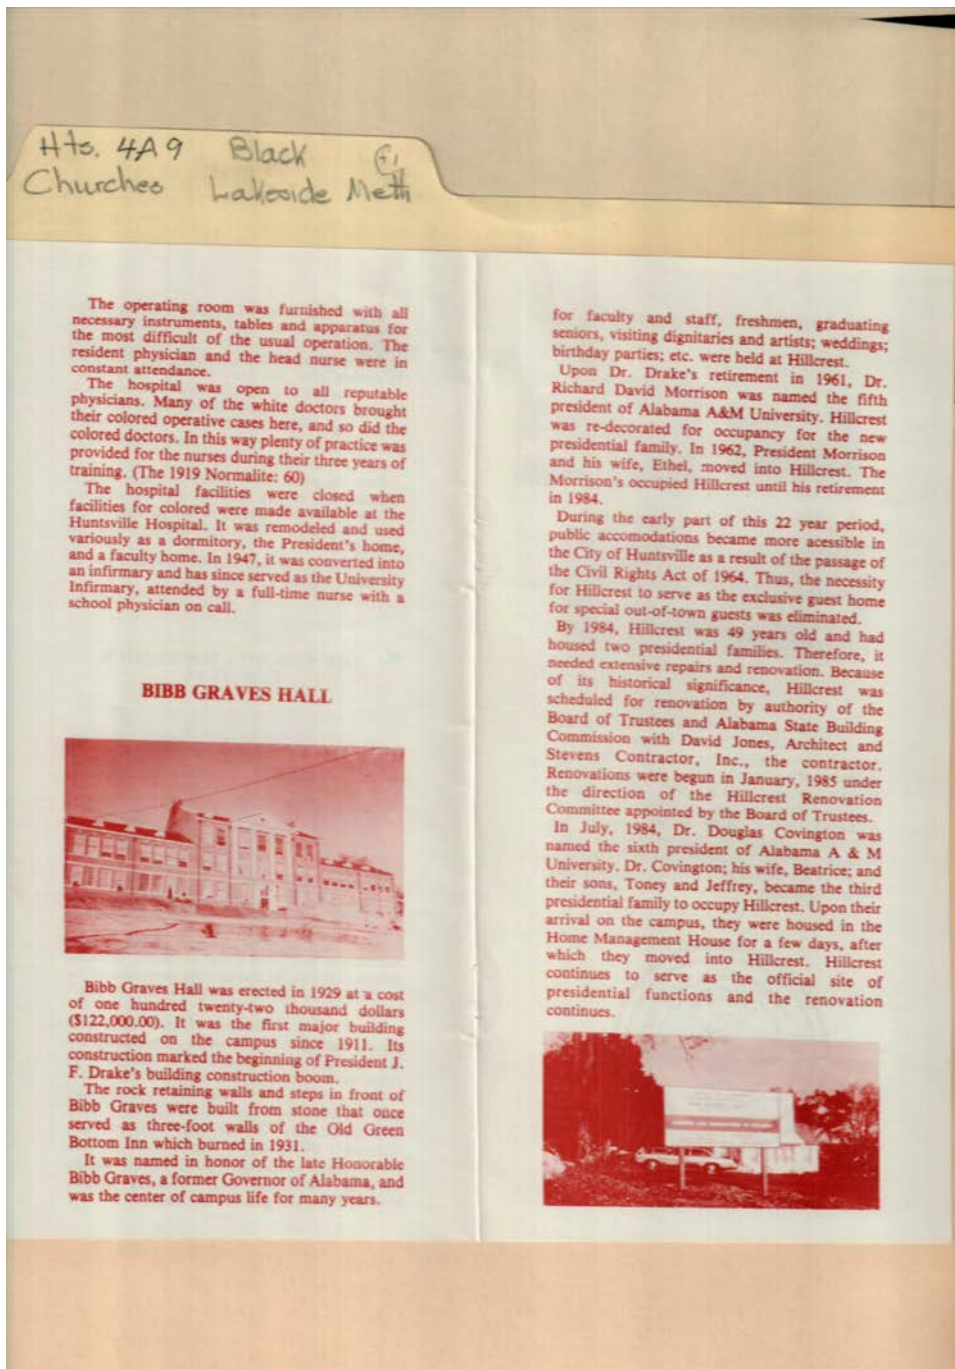 Hts. 4A9 Black
Churches Lakeside Meth
The operating room was furnished with all
necessary instruments, tables and apparatus for
the most difficult of the usual operation. The
resident physician and the head nurse were in
constant attendance.
The hospital was open to all reputable
physicians. Many of the white doctors brought
their colored operative cases here, and so did the
colored doctors. In this way plenty of practice was
provided for the nurses during their three years of
training. (The 1919 Normalite: 60)
The hospital facilities were closed when
facilities for colored were made available at the
Huntsville Hospital. It was remodeled and used
variously as a dormitory, the President's home,
and a faculty home. In 1947, it was converted into
an infirmary and has since served as the University
Infirmary, attended by a full-time nurse with a
school physician on call.
BIBB GRAVES HALL
Bibb Graves Hall was erected in 1929 at a cost
of one hundred twenty-two thousand dollars
($122,000.00). It was the first major building
constructed on the campus since 1911. Its
construction marked the beginning of President J.
F. Drake's building construction boom.
The rock retaining walls and steps in front of
Bibb Graves were built from stone that once
served as three-foot walls of the Old Green
Bottom Inn which burned in 1931.
It was named in honor of the late Honorable
Bibb Graves, a former Governor of Alabama, and
was the center of campus life for many years.
for faculty and staff, freshmen, graduating
seniors, visiting dignitaries and artists; weddings;
birthday parties; etc. were held at Hillcrest.
Upon Dr. Drake's retirement in 1961, Dr.
Richard David Morrison was named the fifth
president of Alabama A&M University. Hillcrest
was re-decorated for occupancy for the new
presidential family. In 1962, President Morrison
and his wife, Ethel, moved into Hillcrest. The
Morrison's occupied Hillcrest until his retirement
in 1984.
During the early part of this 22 year period,
public accomodations became more acessible in
the City of Huntsville as a result of the passage of
the Civil Rights Act of 1964. Thus, the necessity
for Hillcrest to serve as the exclusive guest home
for special out-of-town guests was eliminated.
By 1984, Hillcrest was 49 years old and had
housed two presidential families. Therefore, it
needed extensive repairs and renovation. Because
of its historical significance, Hillcrest was
scheduled for renovation by authority of the
Board of Trustees and Alabama State Building
Commission with David Jones, Architect and
Stevens Contractor, Inc., the contractor.
Renovations were begun in January, 1985 under
the direction of the Hillcrest Renovation
Committee appointed by the Board of Trustees.
In July, 1984, Dr. Douglas Covington was
named the sixth president of Alabama A & M
University. Dr. Covington; his wife, Beatrice; and
their sons, Toney and Jeffrey, became the third
presidential family to occupy Hillcrest. Upon their
arrival on the campus, they were housed in the
Home Management House for a few days, after
which they moved into Hillcrest. Hillcrest
continues to serve as the official site of
presidential functions and the renovation
continues.